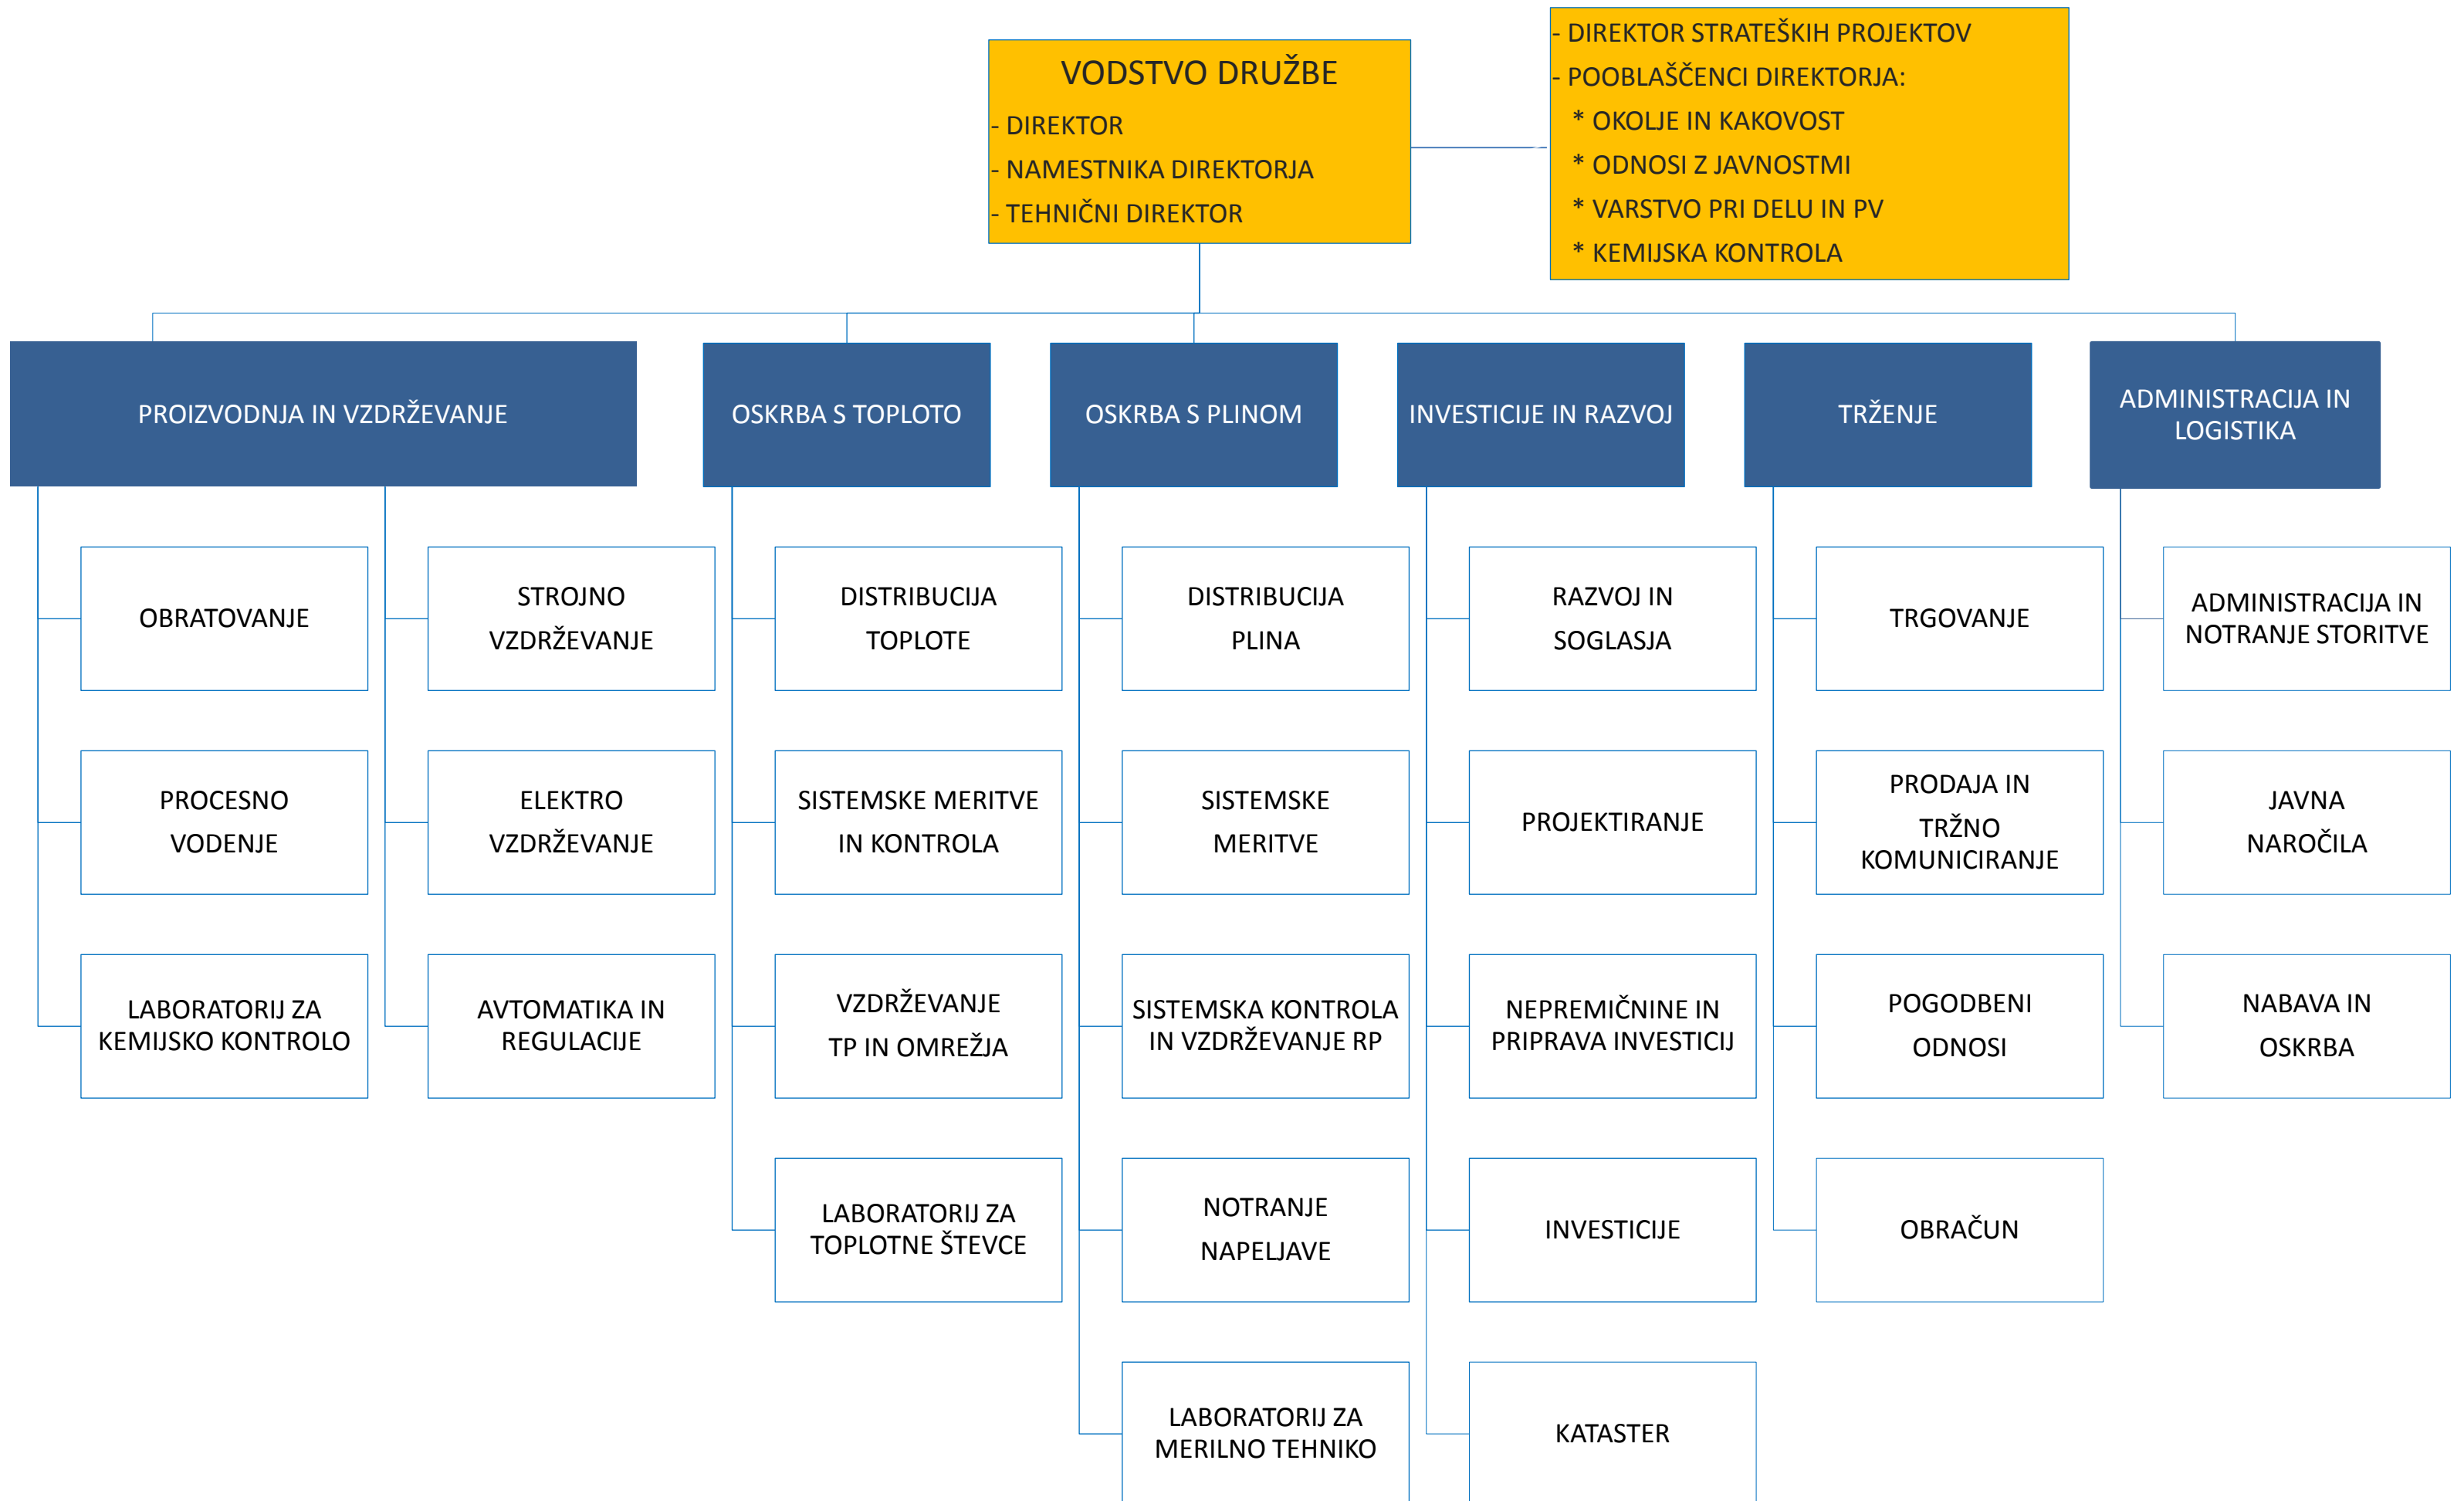 VODSTVO DRUŽBE
- DIREKTOR
- NAMESTNIKA DIREKTORJA
- TEHNIČNI DIREKTOR
- DIREKTOR STRATEŠKIH PROJEKTOV
- POOBLAŠČENCI DIREKTORJA:
* OKOLJE IN KAKOVOST
* ODNOSI Z JAVNOSTMI
* VARSTVO PRI DELU IN PV
* KEMIJSKA KONTROLA
PROIZVODNJA IN VZDRŽEVANJE
OSKRBA S TOPLOTO
OSKRBA S PLINOM
INVESTICIJE IN RAZVOJ
TRŽENJE
ADMINISTRACIJA IN
LOGISTIKA
OBRATOVANJE
STROJNO
VZDRŽEVANJE
DISTRIBUCIJA
TOPLOTE
DISTRIBUCIJA
PLINA
RAZVOJ IN
SOGLASJA
TRGOVANJE
ADMINISTRACIJA IN
NOTRANJE STORITVE
PROCESNO
VODENJE
ELEKTRO
VZDRŽEVANJE
SISTEMSKE MERITVE
IN KONTROLA
SISTEMSKE
MERITVE
PROJEKTIRANJE
PRODAJA IN
TRŽNO
KOMUNICIRANJE
JAVNA
NAROČILA
LABORATORIJ ZA
KEMIJSKO KONTROLO
AVTOMATIKA IN
REGULACIJE
VZDRŽEVANJE
TP IN OMREŽJA
SISTEMSKA KONTROLA
IN VZDRŽEVANJE RP
NEPREMIČNINE IN
PRIPRAVA INVESTICIJ
POGODBENI
ODNOSI
NABAVA IN
OSKRBA
LABORATORIJ ZA
TOPLOTNE ŠTEVCE
NOTRANJE
NAPELJAVE
INVESTICIJE
OBRAČUN
LABORATORIJ ZA
MERILNO TEHNIKO
KATASTER